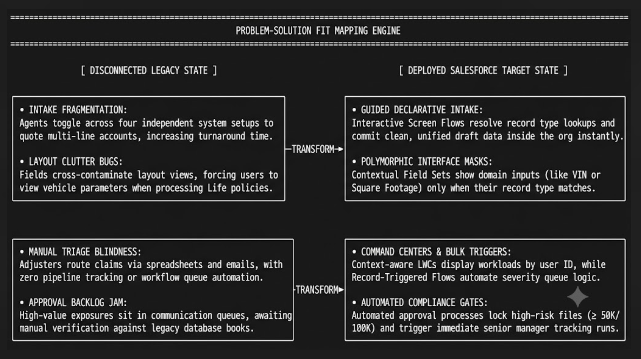 PROBLEM-SOLUTION FIT MAPPING ENGINE
[ DISCONNECTED LEGACY STATE ]
[ DEPLOYED SALESFORCE TARGET STATE ]
• INTAKE FRAGMENTATION:
Agents toggle across four independent system setups to
quote multi-line accounts, increasing turnaround time.
• LAYOUT CLUTTER BUGS:
Fields cross-contaminate layout views, forcing users to
view vehicle parameters when processing Life policies.
TRANSFORM
• GUIDED DECLARATIVE INTAKE:
Interactive Screen Flows resolve record type lookups and
commit clean, unified draft data inside the org instantly.
• POLYMORPHIC INTERFACE MASKS:
Contextual Field Sets show domain inputs (like VIN or
Square Footage) only when their record type matches.
• MANUAL TRIAGE BLINDNESS:
Adjusters route claims via spreadsheets and emails, with
zero pipeline tracking or workflow queue automation.
• APPROVAL BACKLOG JAM:
High-value exposures sit in communication queues, awaiting
manual verification against legacy database books.
TRANSFORM
• COMMAND CENTERS & BULK TRIGGERS:
Context-aware LWCs display workloads by user ID, while
Record-Triggered Flows automate severity queue logic.
• AUTOMATED COMPLIANCE GATES:
Automated approval processes lock high-risk files (≥ 50K/
100K) and trigger immediate senior manager tracking runs.